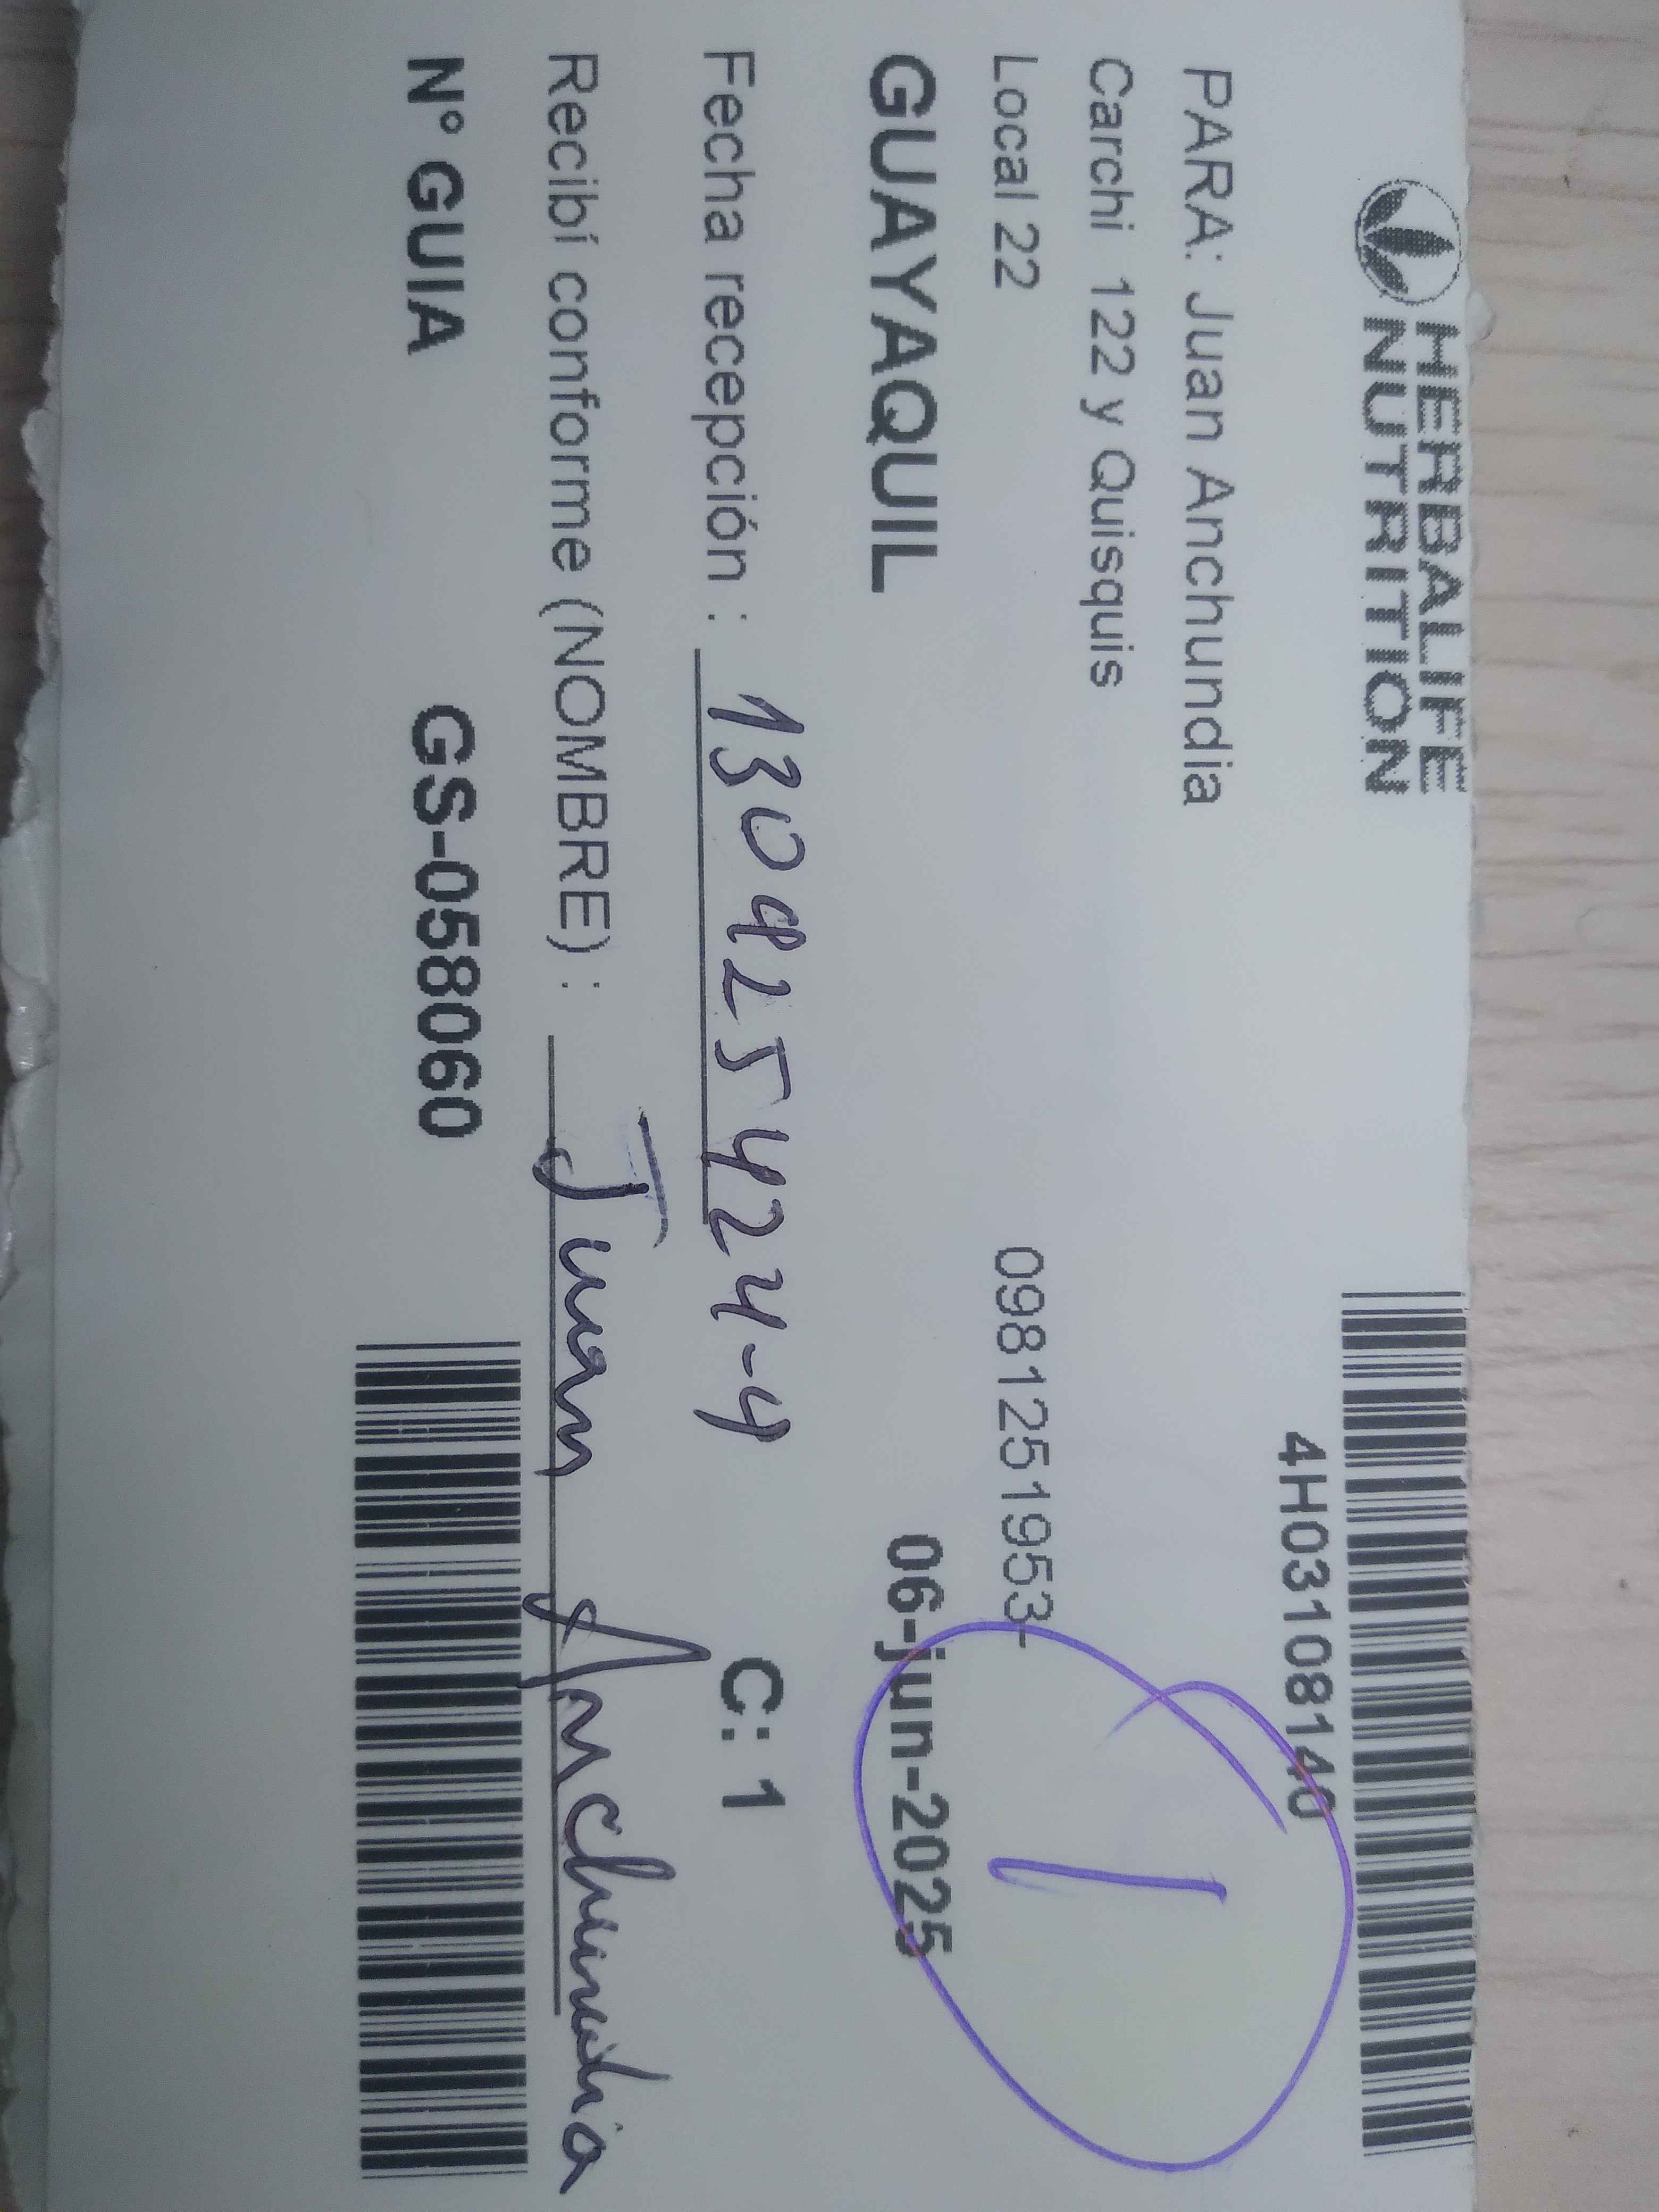 HERBALIFE
NUTRITION
4H03108140
PARA: Juan Anchundia
Carchi 122 y Quisquis
Local 22 0981251953-
1
GUAYAQUIL 06-jun-2025
Fecha recepción : 130925424-4 C: 1
Recibí conforme (NOMBRE) : Juan Anchundia
N° GUIA GS-058060